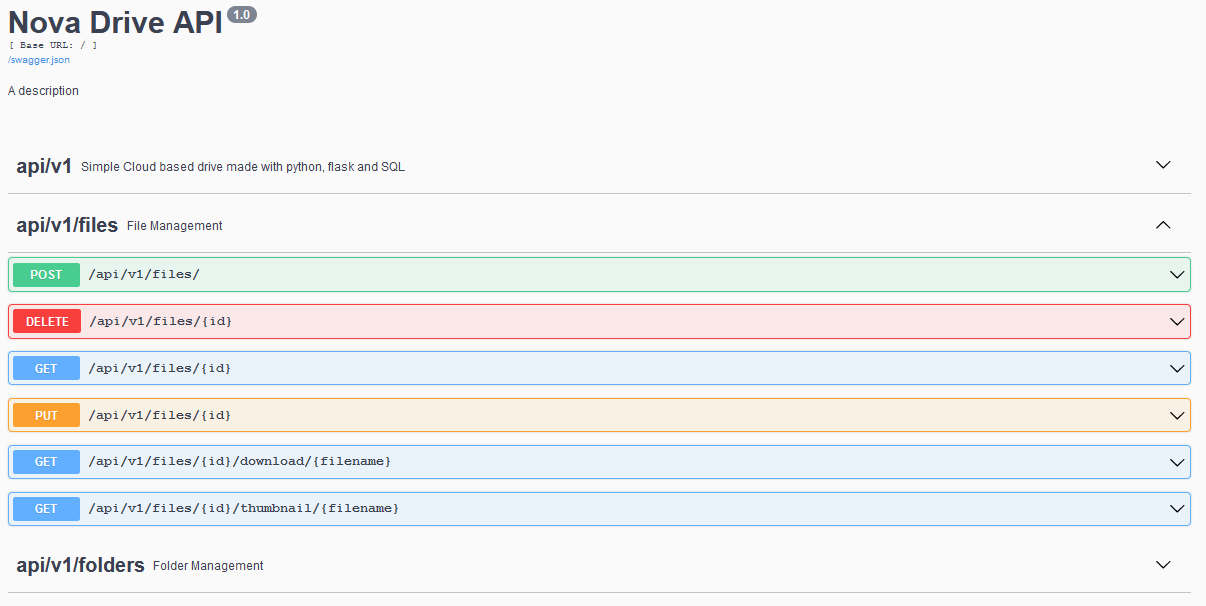 Nova Drive API 1.0
[ Base URL: / ]
/swagger.json
A description
api/v1 Simple Cloud based drive made with python, flask and SQL
api/v1/files File Management
POST /api/v1/files/
DELETE /api/v1/files/{id}
GET /api/v1/files/{id}
PUT /api/v1/files/{id}
GET /api/v1/files/{id}/download/{filename}
GET /api/v1/files/{id}/thumbnail/{filename}
api/v1/folders Folder Management